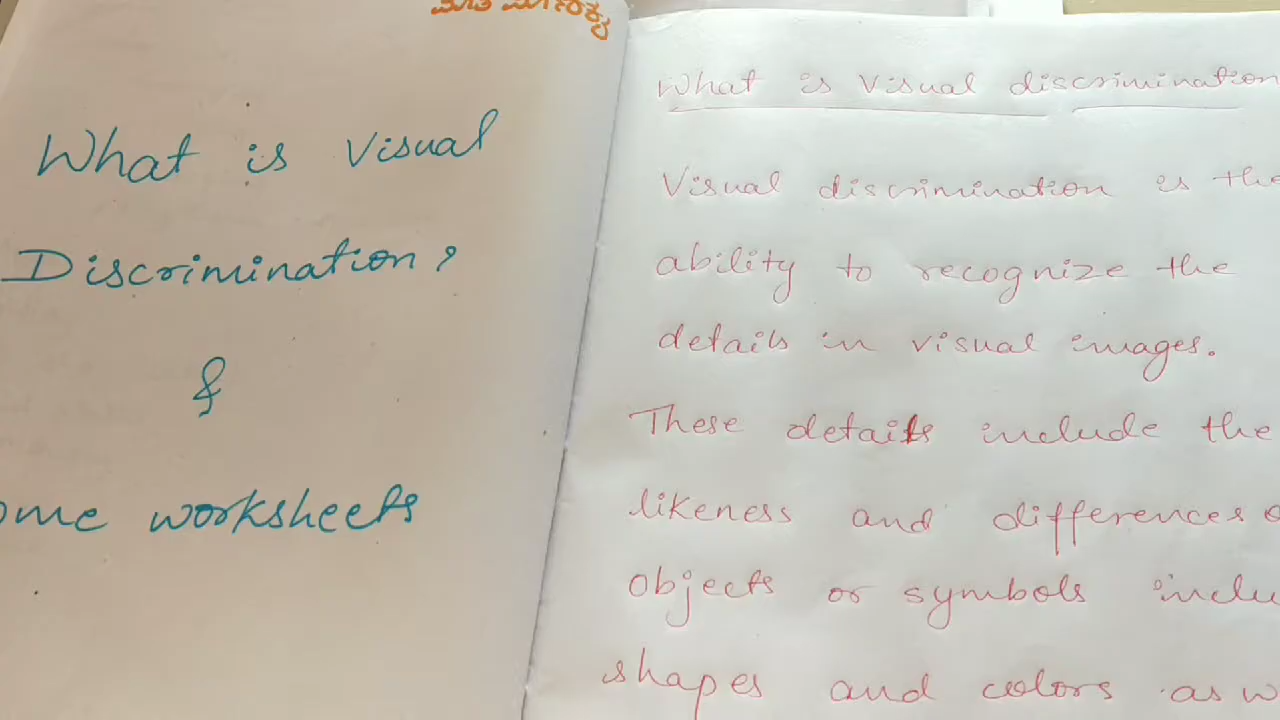 What is Visual
Discrimination?
&
ome worksheets
What is Visual discrimination
Visual discrimination is the
ability to recognize the
details in visual images.
These details include the
likeness and differences
objects or symbols inclu
shapes and colors as w